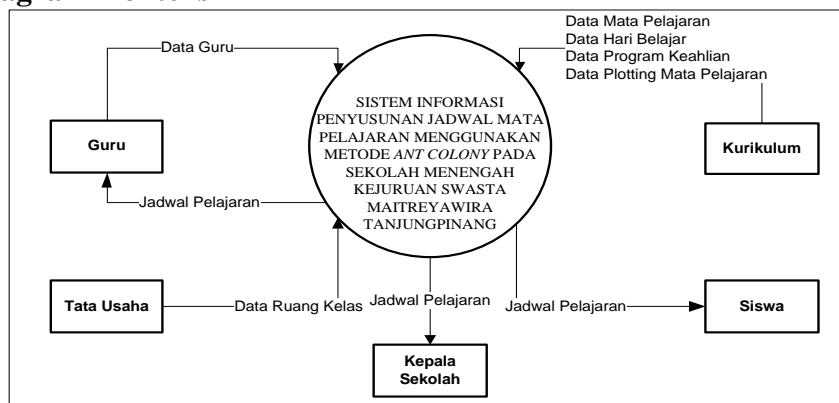 Data Guru
Data Mata Pelajaran
Data Hari Belajar
Data Program Keahlian
Data Plotting Mata Pelajaran
SISTEM INFORMASI
PENYUSUNAN JADWAL MATA
PELAJARAN MENGGUNAKAN
METODE ANT COLONY PADA
SEKOLAH MENENGAH
KEJURUAN SWASTA
MAITREYAWIRA
TANJUNGPINANG
Guru
Kurikulum
Jadwal Pelajaran
Tata Usaha
Data Ruang Kelas
Jadwal Pelajaran
Jadwal Pelajaran
Siswa
Kepala
Sekolah